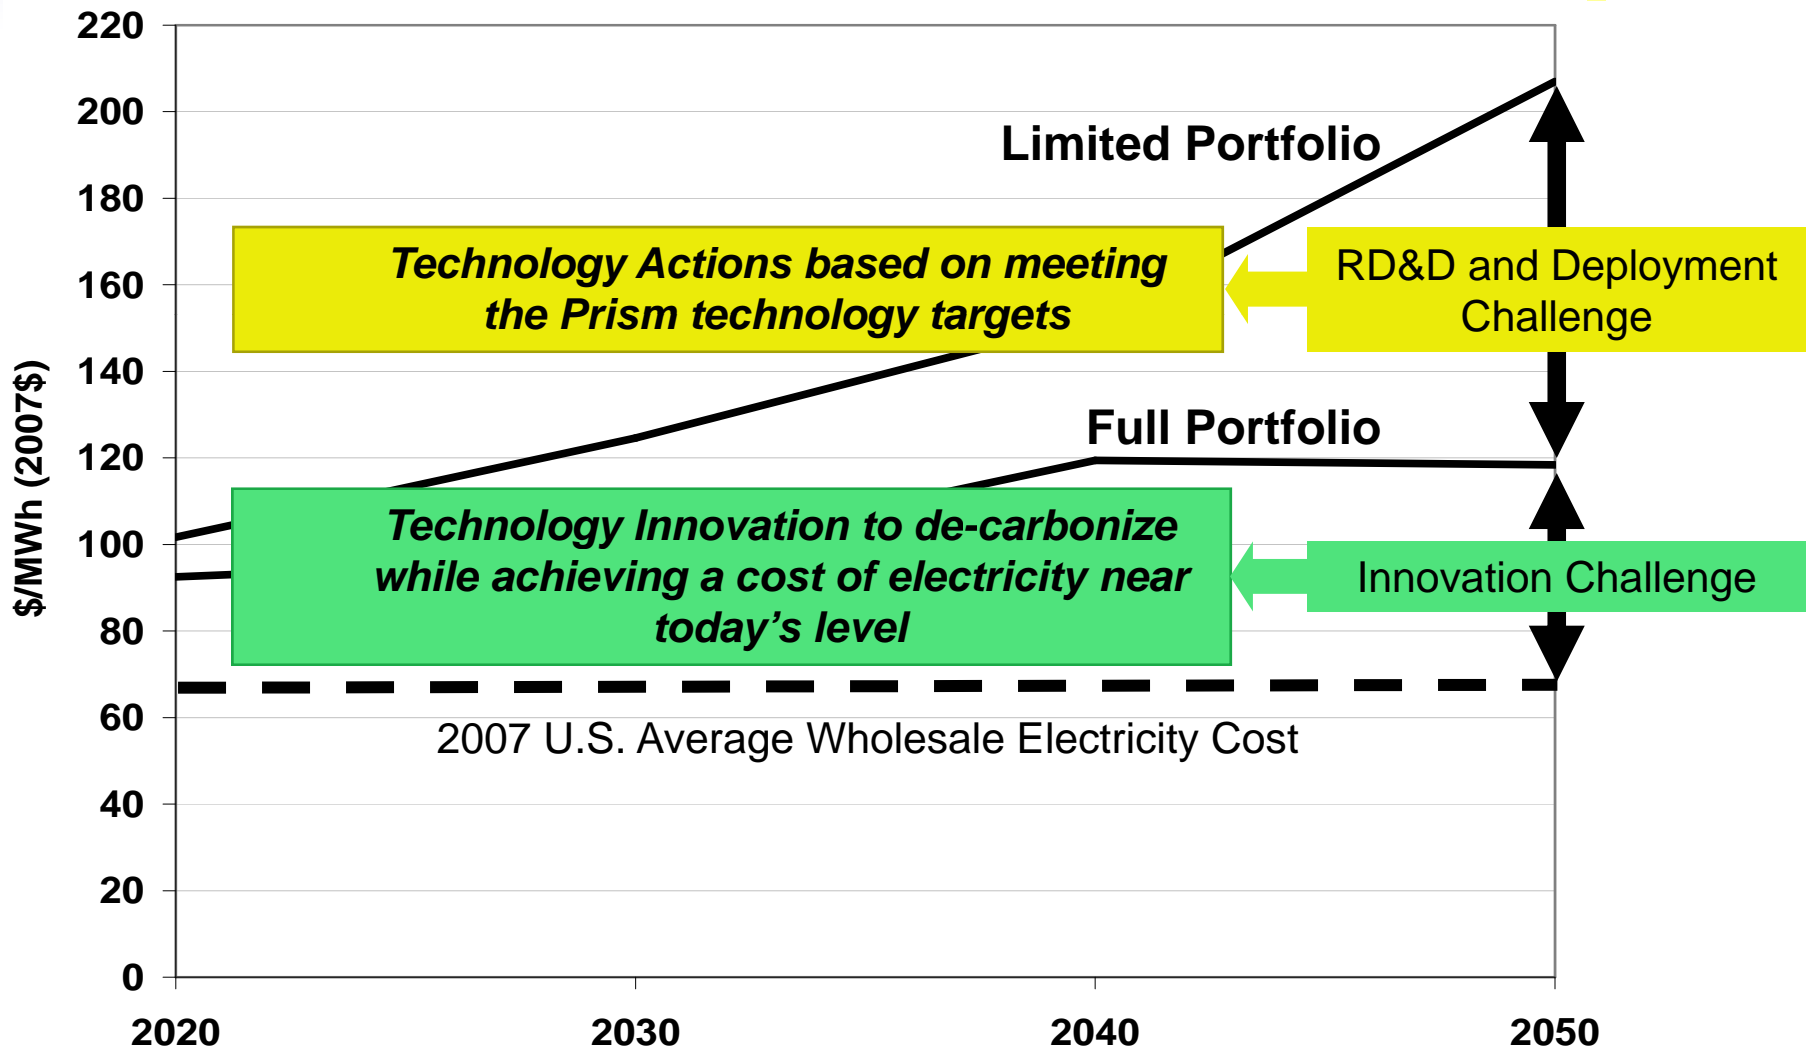 220
200
180
160
140
120
100
80
60
40
20
0
$/MWh (2007$)
Limited Portfolio
Technology Actions based on meeting
the Prism technology targets
RD&D and Deployment
Challenge
Full Portfolio
Technology Innovation to de-carbonize
while achieving a cost of electricity near
today’s level
Innovation Challenge
2007 U.S. Average Wholesale Electricity Cost
2020 2030 2040 2050